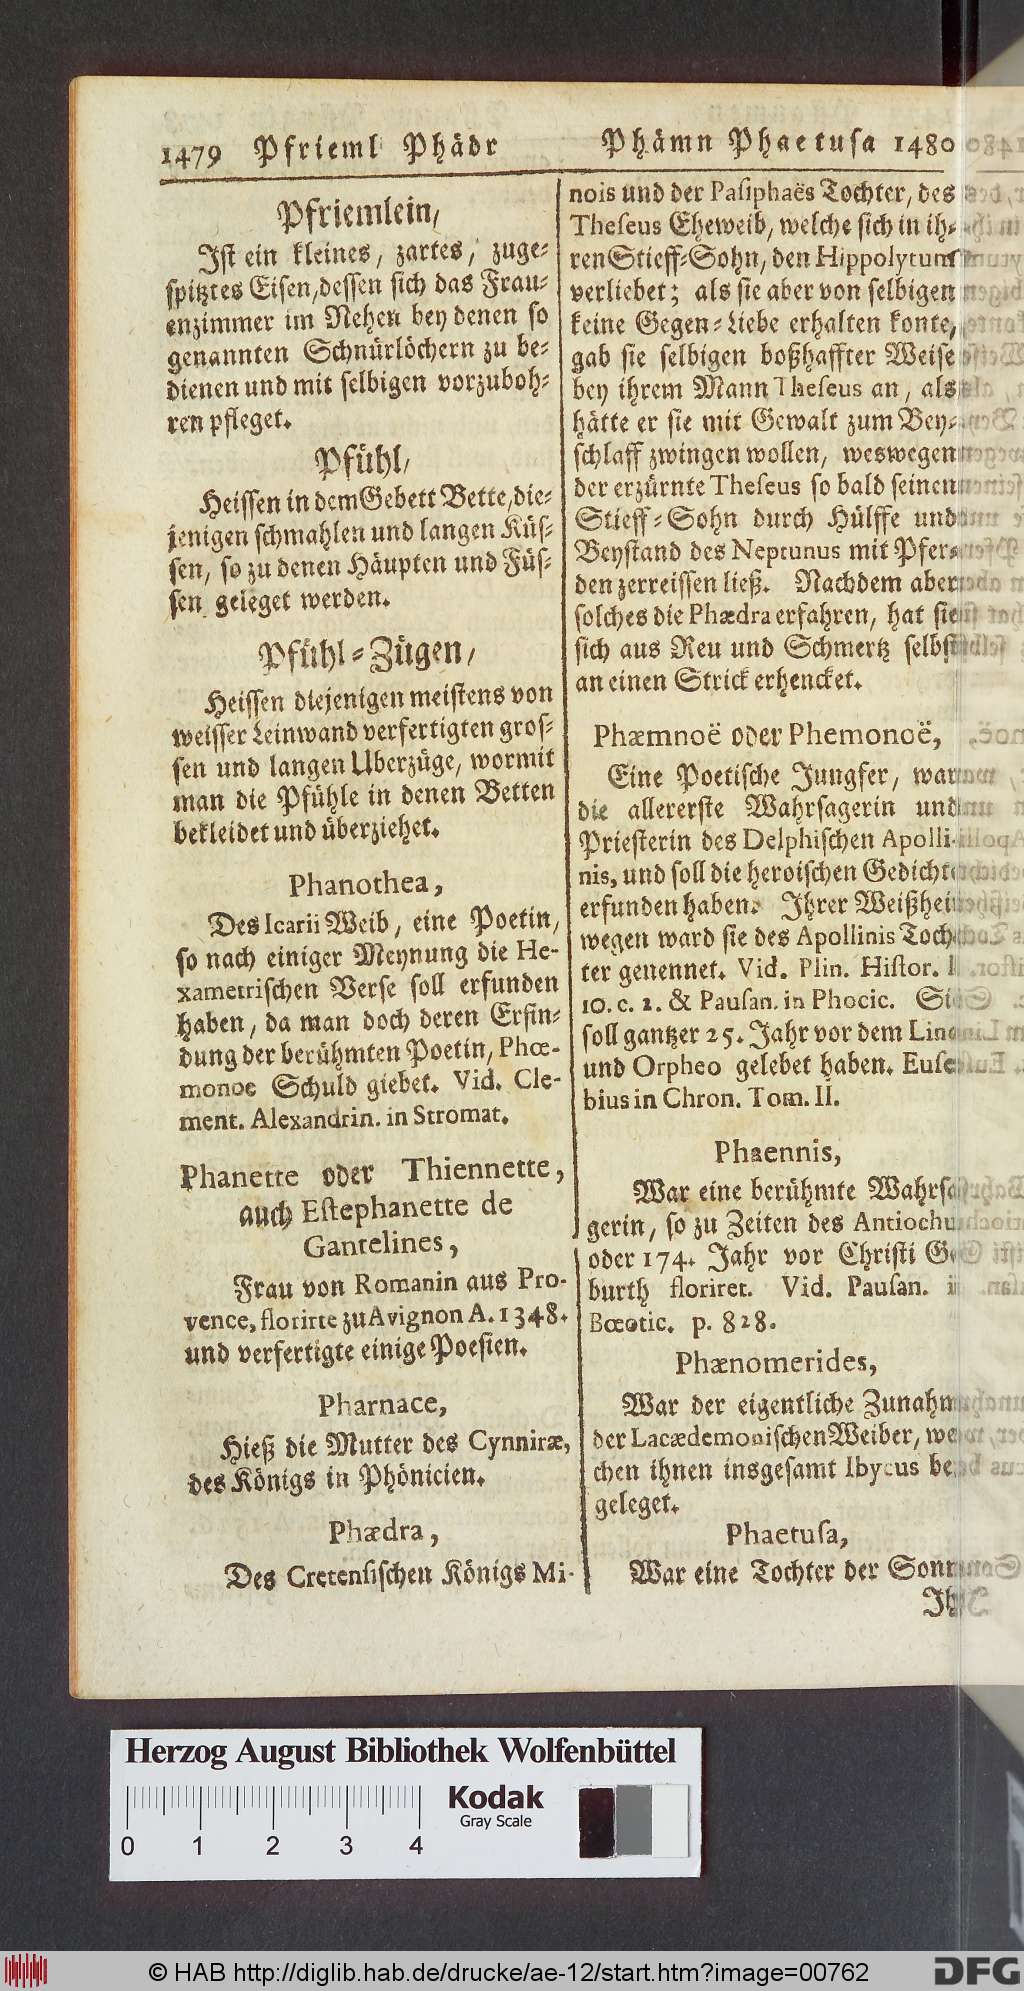 1479 Pfrieml Phädr
Phämn Phaetusa 1480
Pfriemlein,
Ist ein kleines, zartes, zuge-
spitztes Eisen, dessen sich das Frau-
enzimmer im Nehen bey denen so
genannten Schnürlöchern zu be-
dienen und mit selbigen vorzuboh-
ren pfleget.
Pfühl,
Heissen in dem Gebett Bette, die-
jenigen schmahlen und langen Küs-
sen, so zu denen Häupten und Füs-
sen geleget werden.
Pfühl-Zügen,
Heissen diejenigen meistens von
weisser Leinwand verfertigten gros-
sen und langen Uberzüge, wormit
man die Pfühle in denen Betten
bekleidet und überziehet.
Phanothea,
Des Icarii Weib, eine Poetin,
so nach einiger Meynung die He-
xametrischen Verse soll erfunden
haben, da man doch deren Erfin-
dung der berühmten Poetin, Phœ-
monoe Schuld giebet. Vid. Cle-
ment. Alexandrin. in Stromat.
Phanette oder Thiennette,
auch Estephanette de
Gantelines,
Frau von Romanin aus Pro-
vence, florirte zu Avignon A. 1348.
und verfertigte einige Poesien.
Pharnace,
Hieß die Mutter des Cynniræ,
des Königs in Phönicien.
Phædra,
Des Cretensischen Königs Mi-
nois und der Pasiphaës Tochter, des
Theseus Eheweib, welche sich in ih-
ren Stieff-Sohn, den Hippolytum
verliebet; als sie aber von selbigen
keine Gegen-Liebe erhalten konte,
gab sie selbigen boßhaffter Weise
bey ihrem Mann Theseus an, als
hätte er sie mit Gewalt zum Bey-
schlaff zwingen wollen, weswegen
der erzürnte Theseus so bald seinen
Stieff-Sohn durch Hülffe und
Beystand des Neptunus mit Pfer-
den zerreissen ließ. Nachdem aber
solches die Phædra erfahren, hat sie
sich aus Reu und Schmertz selbst
an einen Strick erhencket.
Phæmnoë oder Phemonoë,
Eine Poetische Jungfer, war
die allererste Wahrsagerin und
Priesterin des Delphischen Apolli-
nis, und soll die heroischen Gedichte
erfunden haben. Ihrer Weißheit
wegen ward sie des Apollinis Toch-
ter genennet. Vid. Plin. Histor. l.
10. c. 2. & Pausan. in Phocic. Sie
soll gantzer 25. Jahr vor dem Lino
und Orpheo gelebet haben. Euse-
bius in Chron. Tom. II.
Phaennis,
War eine berühmte Wahrsa-
gerin, so zu Zeiten des Antiochu
oder 174. Jahr vor Christi Ge-
burth floriret. Vid. Pausan. in
Bœotic. p. 828.
Phænomerides,
War der eigentliche Zunahm
der Lacædemonischen Weiber, wel-
chen ihnen insgesamt Ibycus bey
geleget.
Phaetusa,
War eine Tochter der Sonn
Ih
Herzog August Bibliothek Wolfenbüttel
Kodak
Gray Scale
0 1 2 3 4
© HAB http://diglib.hab.de/drucke/ae-12/start.htm?image=00762
DFG